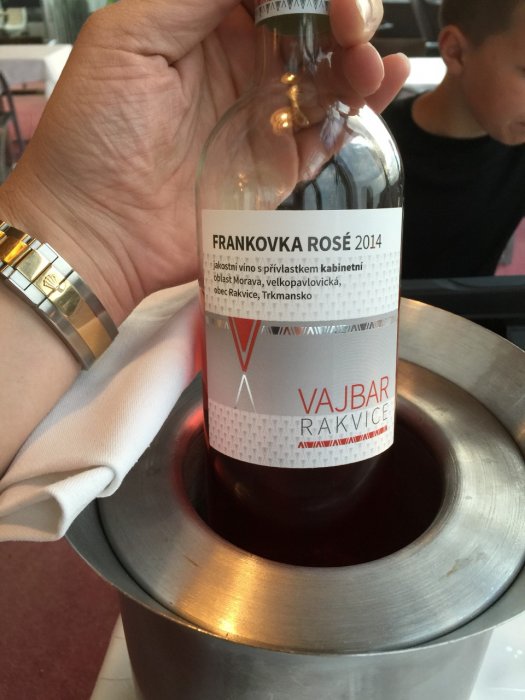 FRANKOVKA ROSÉ 2014
jakostní víno s přívlastkem kabinetní
oblast Morava, velkopavlovická,
obec Rakvice, Trkmansko
VAJBAR
RAKVICE